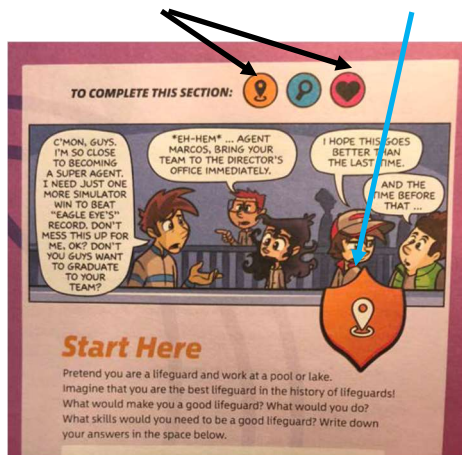 TO COMPLETE THIS SECTION:
C'MON, GUYS.
I'M SO CLOSE
TO BECOMING
A SUPER AGENT.
I NEED JUST ONE
MORE SIMULATOR
WIN TO BEAT
"EAGLE EYE'S"
RECORD. DON'T
MESS THIS UP FOR
ME, OK? DON'T
YOU GUYS WANT
TO GRADUATE
TO YOUR
TEAM?
*EH-HEM* ... AGENT
MARCOS, BRING YOUR
TEAM TO THE DIRECTOR'S
OFFICE IMMEDIATELY.
I HOPE THIS GOES
BETTER THAN
THE LAST TIME.
AND THE
TIME BEFORE
THAT ...
Start Here
Pretend you are a lifeguard and work at a pool or lake.
Imagine that you are the best lifeguard in the history of lifeguards!
What would make you a good lifeguard? What would you do?
What skills would you need to be a good lifeguard? Write down
your answers in the space below.